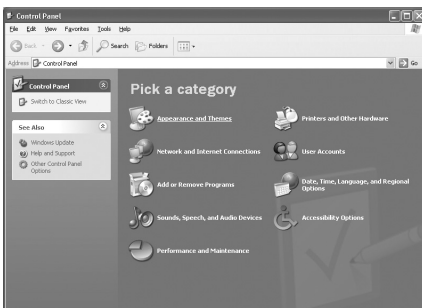 Control Panel
File Edit View Favorites Tools Help
Back Search Folders
Address Control Panel Go
Control Panel
Switch to Classic View
See Also
Windows Update
Help and Support
Other Control Panel
Options
Pick a category
Appearance and Themes
Printers and Other Hardware
Network and Internet Connections
User Accounts
Add or Remove Programs
Date, Time, Language, and Regional
Options
Sounds, Speech, and Audio Devices
Accessibility Options
Performance and Maintenance